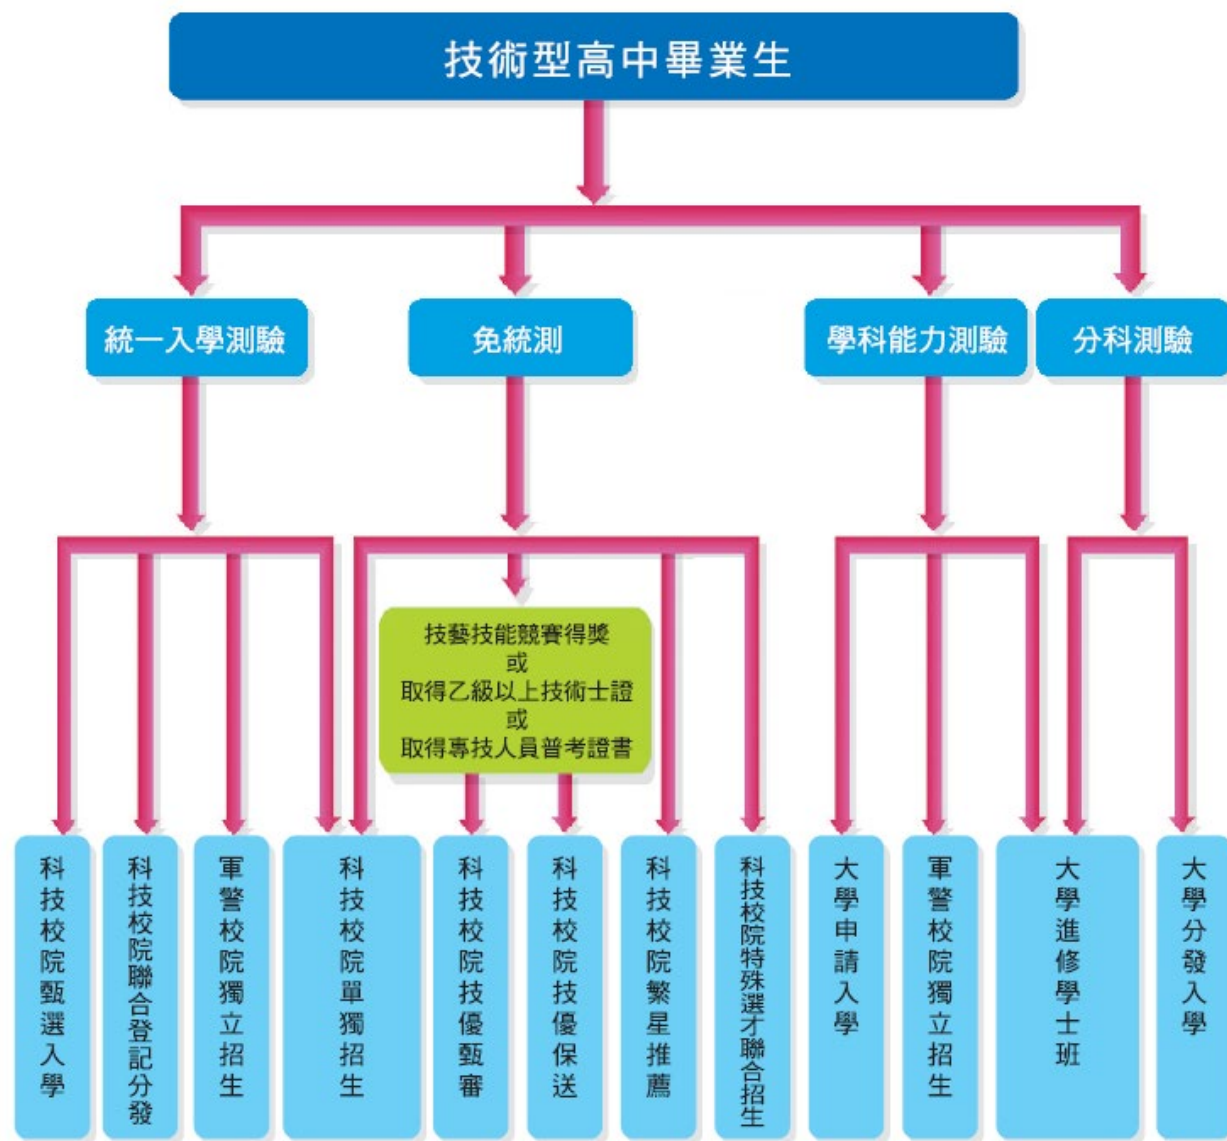 技術型高中畢業生
統一入學測驗
免統測
學科能力測驗
分科測驗
技藝技能競賽得獎
或
取得乙級以上技術士證
或
取得專技人員普考證書
科技校院甄選入學
科技校院聯合登記分發
軍警校院獨立招生
科技校院單獨招生
科技校院技優甄審
科技校院技優保送
科技校院繁星推薦
科技校院特殊選才聯合招生
大學申請入學
軍警校院獨立招生
大學進修學士班
大學分發入學